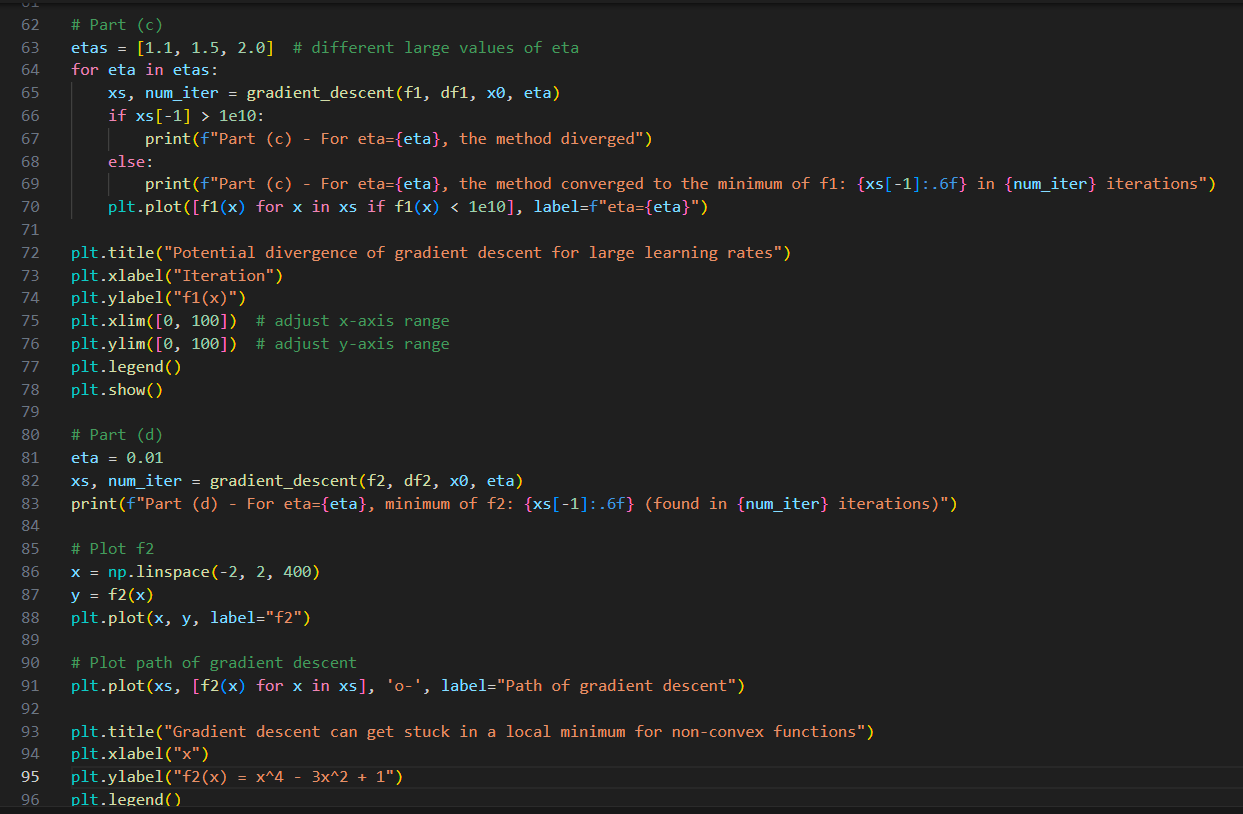 61
62 # Part (c)
63 etas = [1.1, 1.5, 2.0]  # different large values of eta
64 for eta in etas:
65     xs, num_iter = gradient_descent(f1, df1, x0, eta)
66     if xs[-1] > 1e10:
67         print(f"Part (c) - For eta={eta}, the method diverged")
68     else:
69         print(f"Part (c) - For eta={eta}, the method converged to the minimum of f1: {xs[-1]:.6f} in {num_iter} iterations")
70     plt.plot([f1(x) for x in xs if f1(x) < 1e10], label=f"eta={eta}")
71
72 plt.title("Potential divergence of gradient descent for large learning rates")
73 plt.xlabel("Iteration")
74 plt.ylabel("f1(x)")
75 plt.xlim([0, 100])  # adjust x-axis range
76 plt.ylim([0, 100])  # adjust y-axis range
77 plt.legend()
78 plt.show()
79
80 # Part (d)
81 eta = 0.01
82 xs, num_iter = gradient_descent(f2, df2, x0, eta)
83 print(f"Part (d) - For eta={eta}, minimum of f2: {xs[-1]:.6f} (found in {num_iter} iterations)")
84
85 # Plot f2
86 x = np.linspace(-2, 2, 400)
87 y = f2(x)
88 plt.plot(x, y, label="f2")
89
90 # Plot path of gradient descent
91 plt.plot(xs, [f2(x) for x in xs], 'o-', label="Path of gradient descent")
92
93 plt.title("Gradient descent can get stuck in a local minimum for non-convex functions")
94 plt.xlabel("x")
95 plt.ylabel("f2(x) = x^4 - 3x^2 + 1")
96 plt.legend()